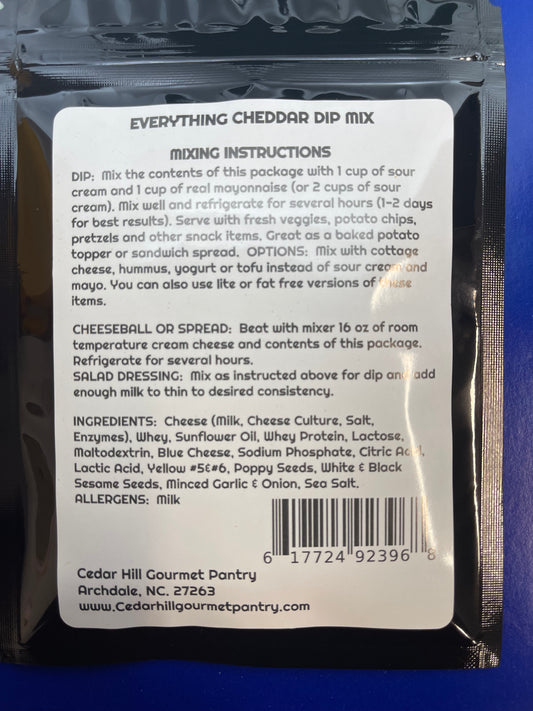 EVERYTHING CHEDDAR DIP MIX
MIXING INSTRUCTIONS
DIP: Mix the contents of this package with 1 cup of sour
cream and 1 cup of real mayonnaise (or 2 cups of sour
cream). Mix well and refrigerate for several hours (1-2 days
for best results). Serve with fresh veggies, potato chips,
pretzels and other snack items. Great as a baked potato
topper or sandwich spread. OPTIONS: Mix with cottage
cheese, hummus, yogurt or tofu instead of sour cream and
mayo. You can also use lite or fat free versions of these
items.
CHEESEBALL OR SPREAD: Beat with mixer 16 oz of room
temperature cream cheese and contents of this package.
Refrigerate for several hours.
SALAD DRESSING: Mix as instructed above for dip and add
enough milk to thin to desired consistency.
INGREDIENTS: Cheese (Milk, Cheese Culture, Salt,
Enzymes), Whey, Sunflower Oil, Whey Protein, Lactose,
Maltodextrin, Blue Cheese, Sodium Phosphate, Citric Acid,
Lactic Acid, Yellow #5&#6, Poppy Seeds, White & Black
Sesame Seeds, Minced Garlic & Onion, Sea Salt.
ALLERGENS: Milk
6 17724 92396 8
Cedar Hill Gourmet Pantry
Archdale, NC. 27263
www.Cedarhillgourmetpantry.com